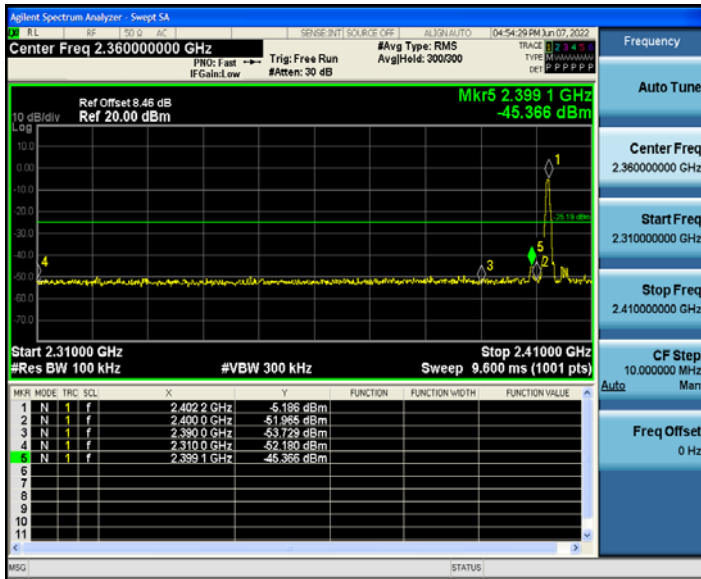 Agilent Spectrum Analyzer - Swept SA
RL RF 50 Ω AC SENSE:INT SOURCE OFF ALIGN AUTO 04:54:29 PM Jun 07, 2022
Center Freq 2.360000000 GHz
PNO: Fast
IFGain:Low
Trig: Free Run
#Atten: 30 dB
#Avg Type: RMS
Avg|Hold: 300/300
TRACE 1 2 3 4 5 6
TYPE M
DET P P P P P P
Ref Offset 8.46 dB
10 dB/div Ref 20.00 dBm
Log
Mkr5 2.399 1 GHz
-45.366 dBm
10.0
0.00
-10.0
-20.0
-30.0
-40.0
-50.0
-60.0
-70.0
-25.19 dBm
1
2
3
4
5
Start 2.31000 GHz Stop 2.41000 GHz
#Res BW 100 kHz #VBW 300 kHz Sweep 9.600 ms (1001 pts)
MKR MODE TRC SCL X Y FUNCTION FUNCTION WIDTH FUNCTION VALUE
1 N 1 f 2.402 2 GHz -5.186 dBm
2 N 1 f 2.400 0 GHz -51.965 dBm
3 N 1 f 2.390 0 GHz -53.729 dBm
4 N 1 f 2.310 0 GHz -52.180 dBm
5 N 1 f 2.399 1 GHz -45.366 dBm
6
7
8
9
10
11
MSG STATUS
Frequency
Auto Tune
Center Freq
2.360000000 GHz
Start Freq
2.310000000 GHz
Stop Freq
2.410000000 GHz
CF Step
10.000000 MHz
Auto Man
Freq Offset
0 Hz